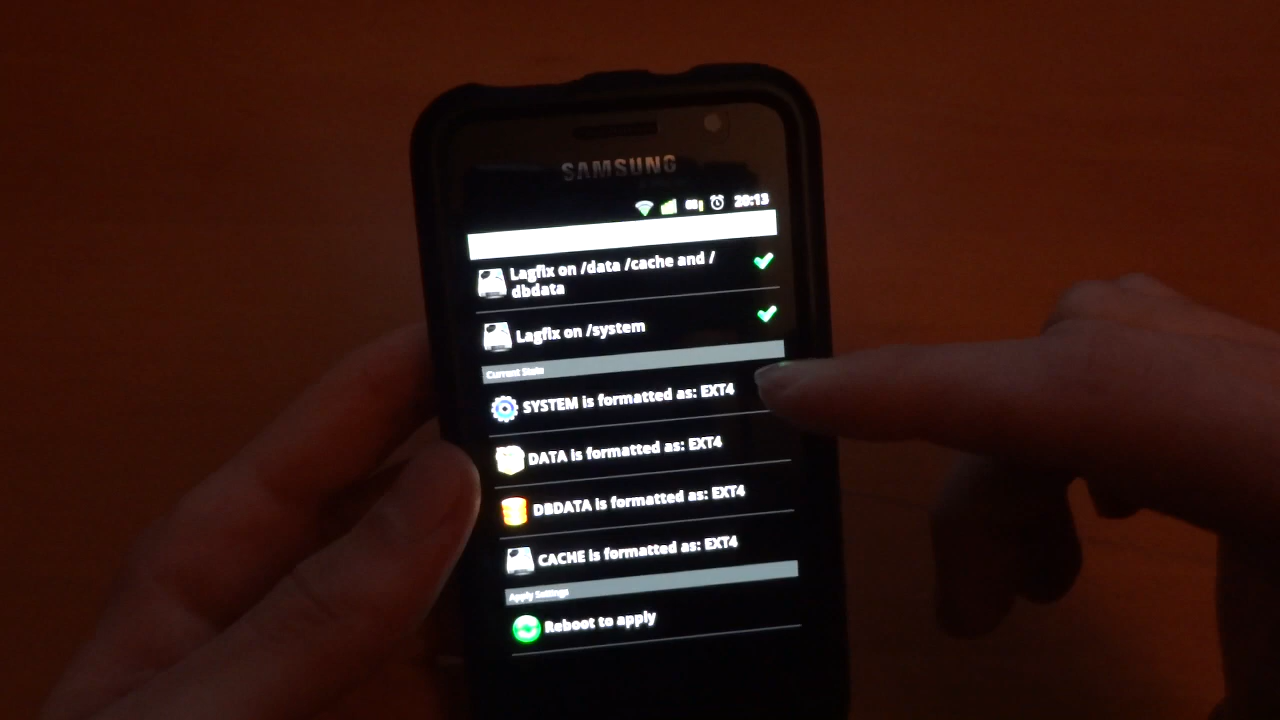 SAMSUNG
20:13
Lagfix on /data /cache and /
dbdata
Lagfix on /system
Current State
SYSTEM is formatted as: EXT4
DATA is formatted as: EXT4
DBDATA is formatted as: EXT4
CACHE is formatted as: EXT4
Apply Settings
Reboot to apply